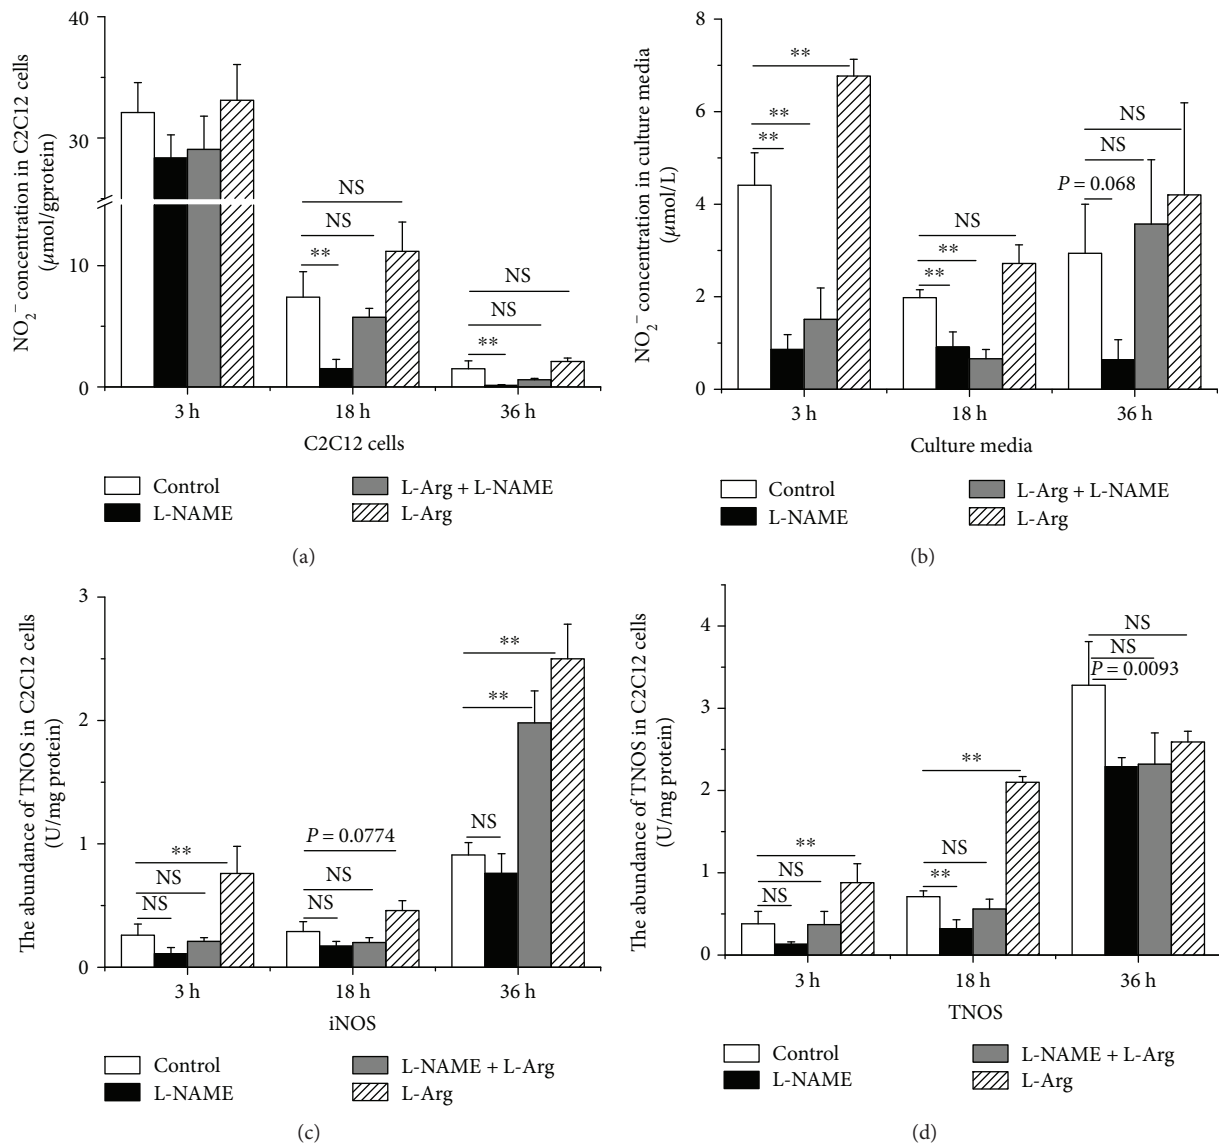 NO₂⁻ concentration in C2C12 cells
(μmol/gprotein)
40
30
10
0
NS
NS
**
NS
NS
**
3 h
18 h
36 h
C2C12 cells
Control
L-NAME
L-Arg + L-NAME
L-Arg
(a)
NO₂⁻ concentration in culture media
(μmol/L)
8
6
4
2
0
**
**
**
NS
**
**
NS
NS
P = 0.068
3 h
18 h
36 h
Culture media
Control
L-NAME
L-Arg + L-NAME
L-Arg
(b)
The abundance of TNOS in C2C12 cells
(U/mg protein)
3
2
1
0
**
NS
NS
P = 0.0774
NS
NS
**
**
NS
3 h
18 h
36 h
iNOS
Control
L-NAME
L-NAME + L-Arg
L-Arg
(c)
The abundance of TNOS in C2C12 cells
(U/mg protein)
4
3
2
1
0
**
NS
NS
**
NS
**
NS
NS
P = 0.0093
3 h
18 h
36 h
TNOS
Control
L-NAME
L-NAME + L-Arg
L-Arg
(d)